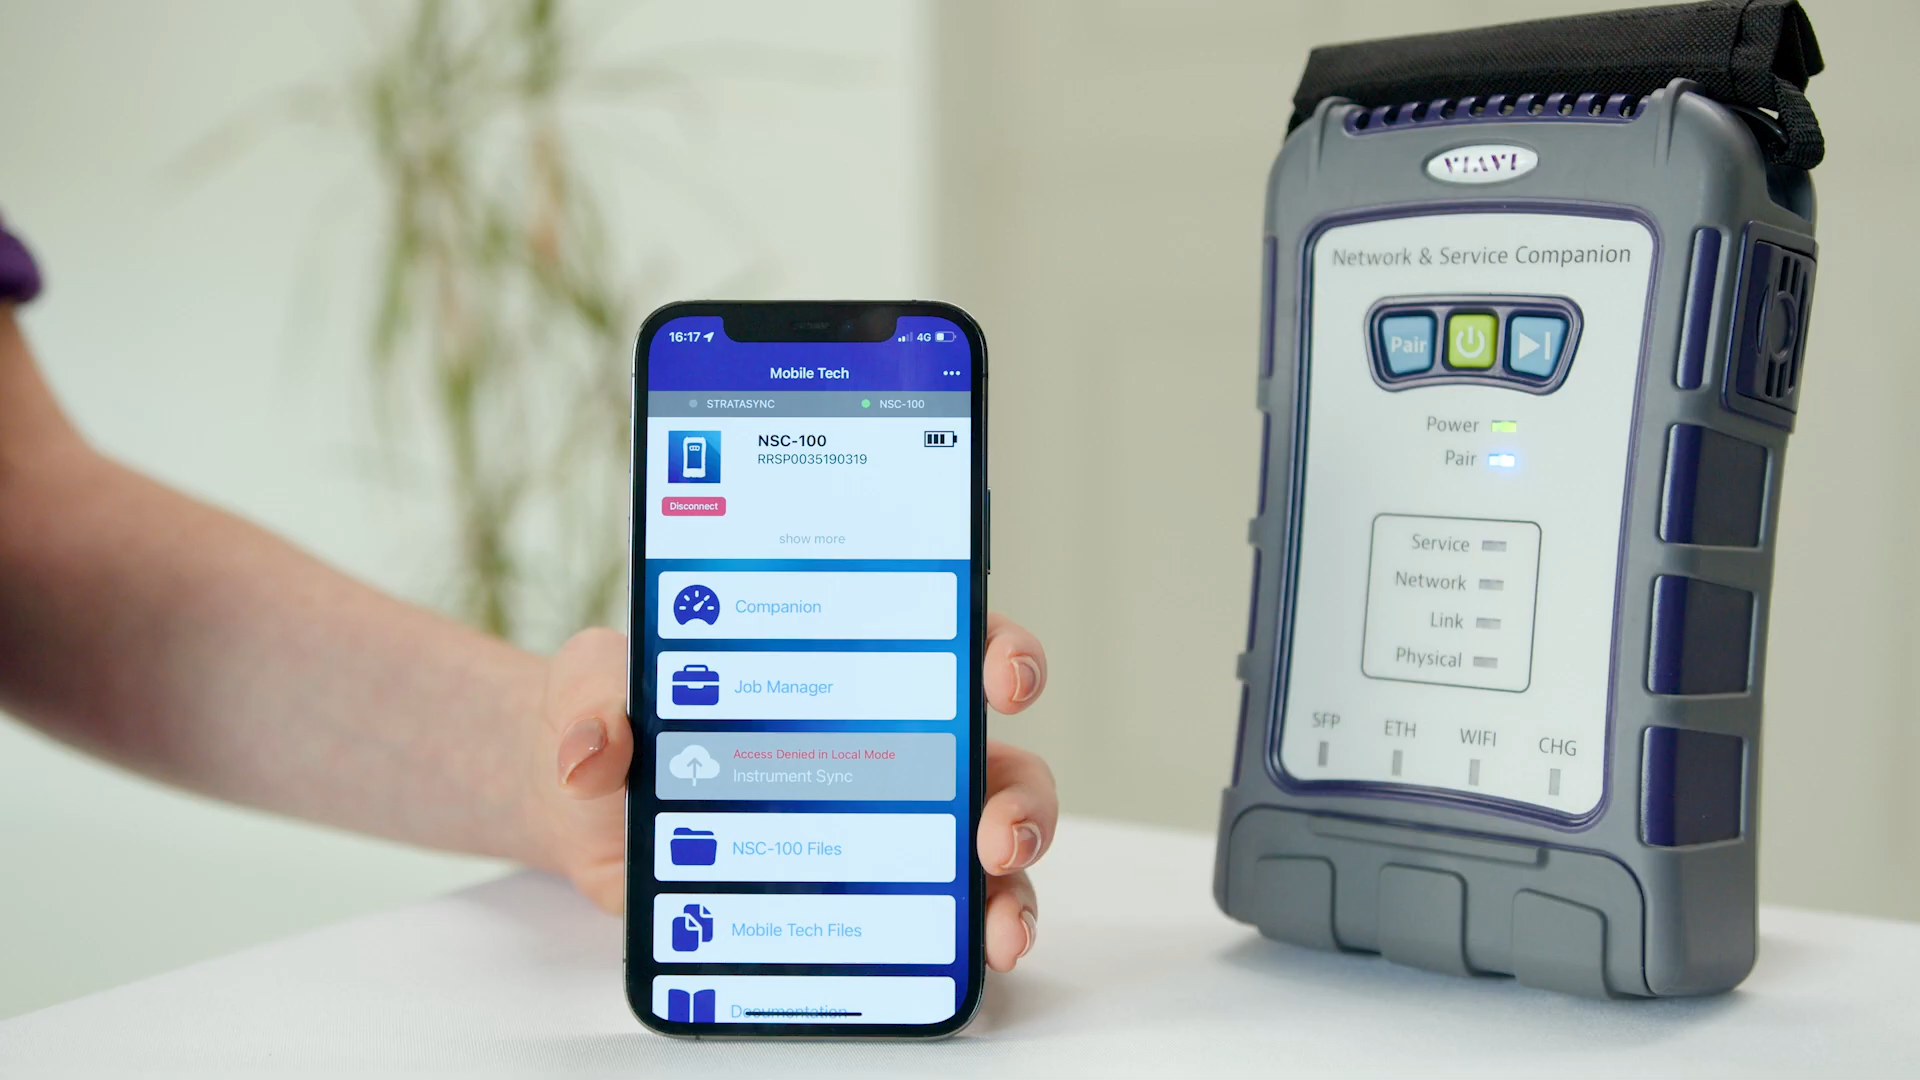 16:17
4G
Mobile Tech
STRATASYNC
NSC-100
NSC-100
RRSP0035190319
Disconnect
show more
Companion
Job Manager
Access Denied in Local Mode
Instrument Sync
NSC-100 Files
Mobile Tech Files
Documentation
VIAVI
Network & Service Companion
Pair
Power
Pair
Service
Network
Link
Physical
SFP
ETH
WIFI
CHG